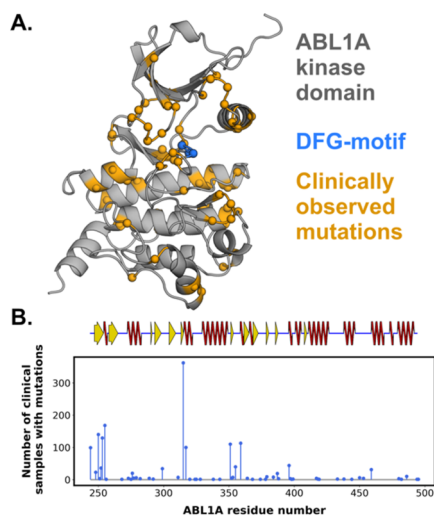 A.
ABL1A
kinase
domain
DFG-motif
Clinically
observed
mutations
B.
Number of clinical
samples with mutations
300
200
100
0
250
300
350
400
450
500
ABL1A residue number